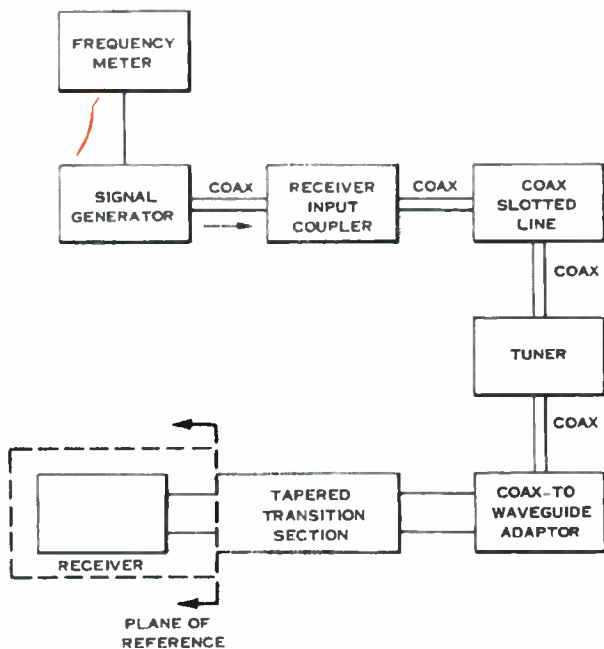 FREQUENCY
METER
SIGNAL
GENERATOR
COAX
RECEIVER
INPUT
COUPLER
COAX
COAX
SLOTTED
LINE
COAX
TUNER
COAX
COAX-TO
WAVEGUIDE
ADAPTOR
TAPERED
TRANSITION
SECTION
RECEIVER
PLANE OF
REFERENCE